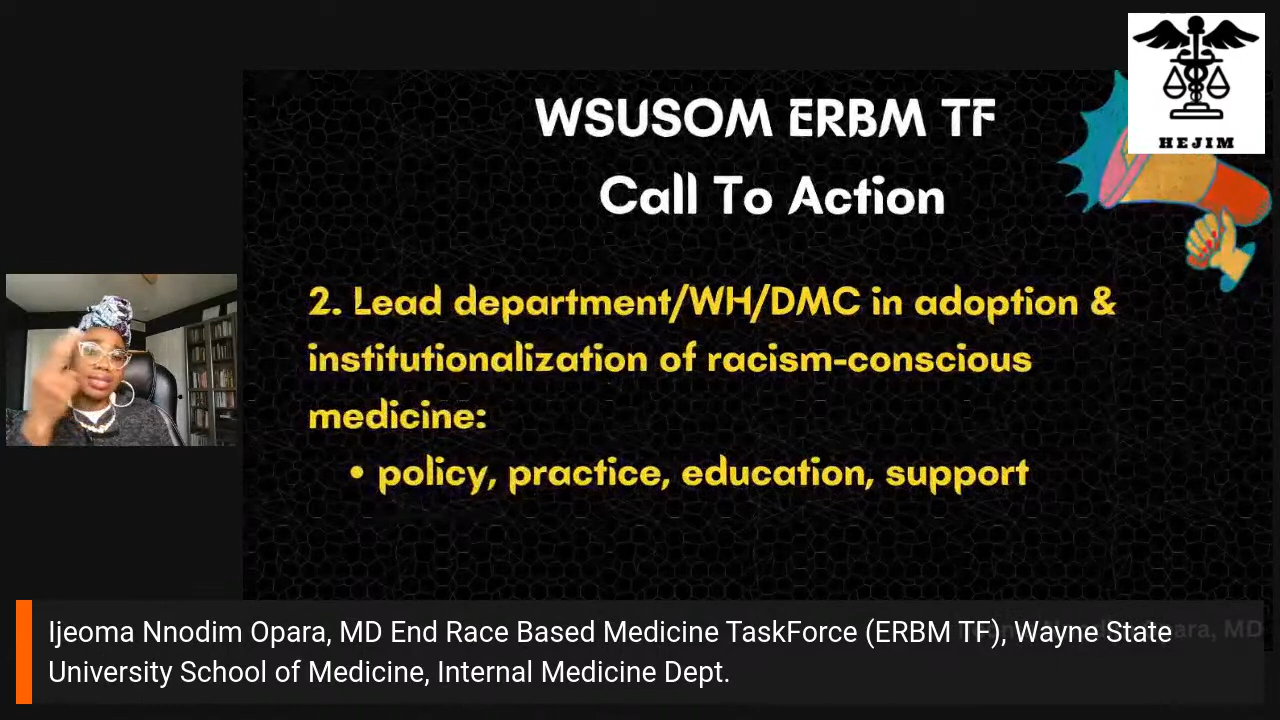 WSUSOM ERBM TF
Call To Action
HEJIM
2. Lead department/WH/DMC in adoption &
institutionalization of racism-conscious
medicine:
• policy, practice, education, support
Ijeoma Nnodim Opara, MD End Race Based Medicine TaskForce (ERBM TF), Wayne State
University School of Medicine, Internal Medicine Dept.